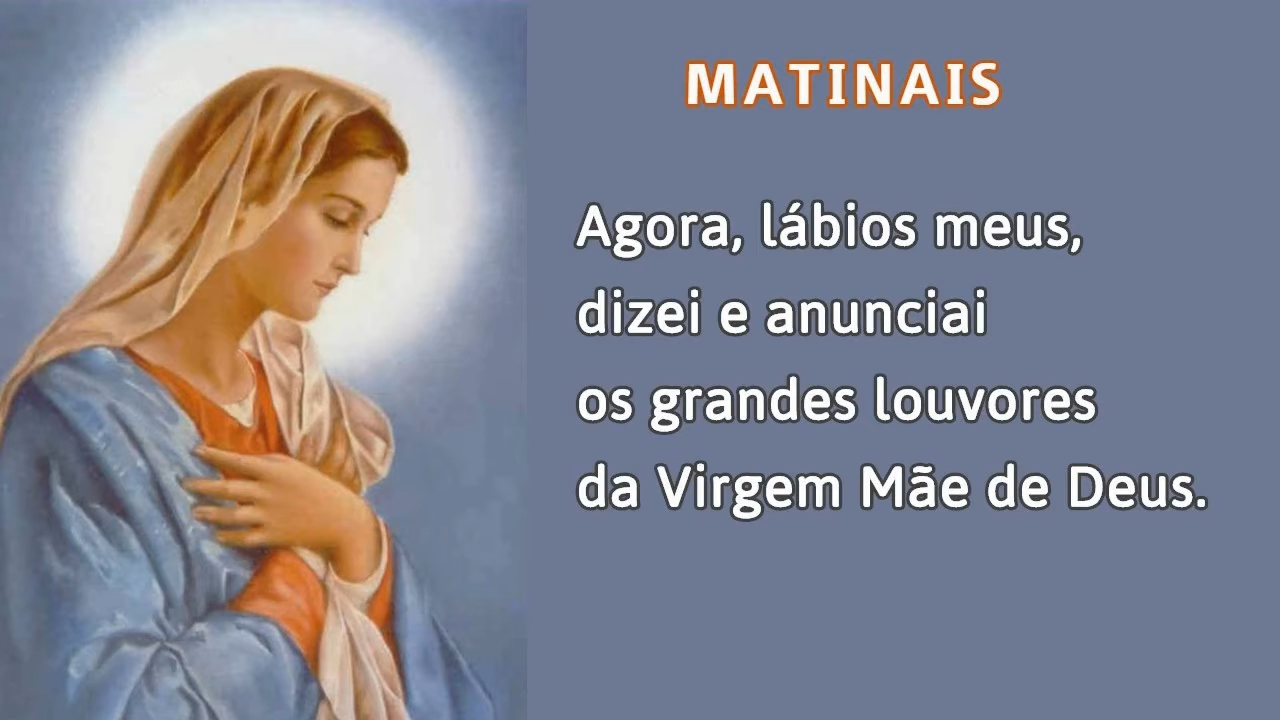 MATINAIS
Agora, lábios meus,
dizei e anunciai
os grandes louvores
da Virgem Mãe de Deus.